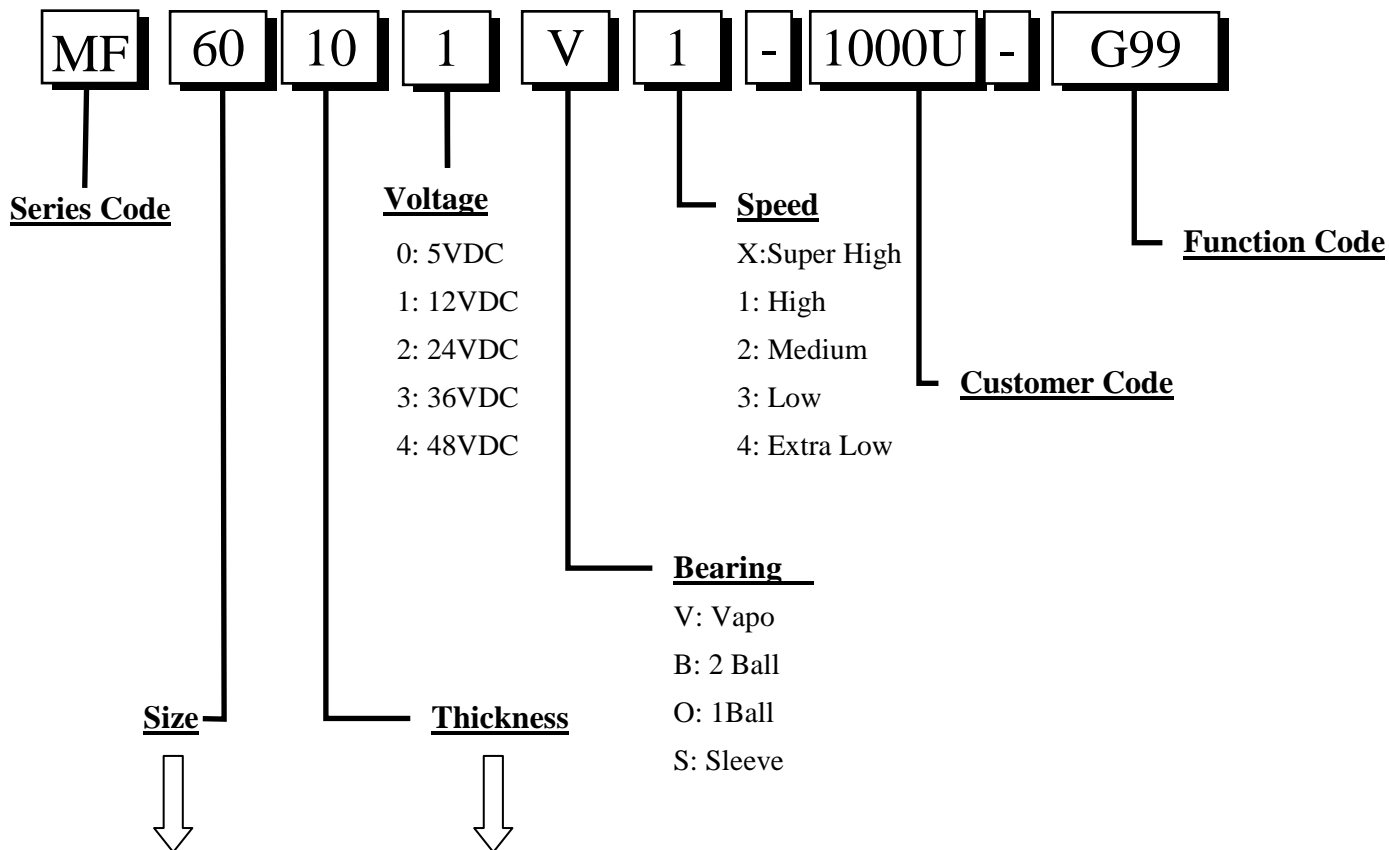 MF 60 10 1 V 1 - 1000U - G99
Series Code
Voltage
0: 5VDC
1: 12VDC
2: 24VDC
3: 36VDC
4: 48VDC
Speed
X:Super High
1: High
2: Medium
3: Low
4: Extra Low
Function Code
Customer Code
Bearing
V: Vapo
B: 2 Ball
O: 1Ball
S: Sleeve
Size
Thickness